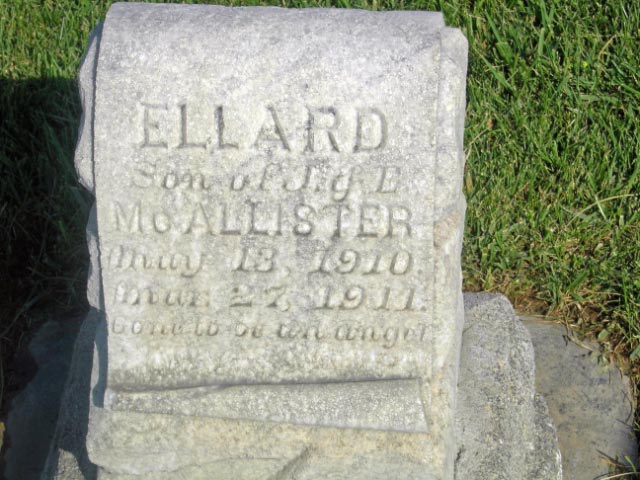 ELLARD
Son of J. & E
McALLISTER
May 13, 1910.
Mar. 27, 1911.
Gone to be an angel